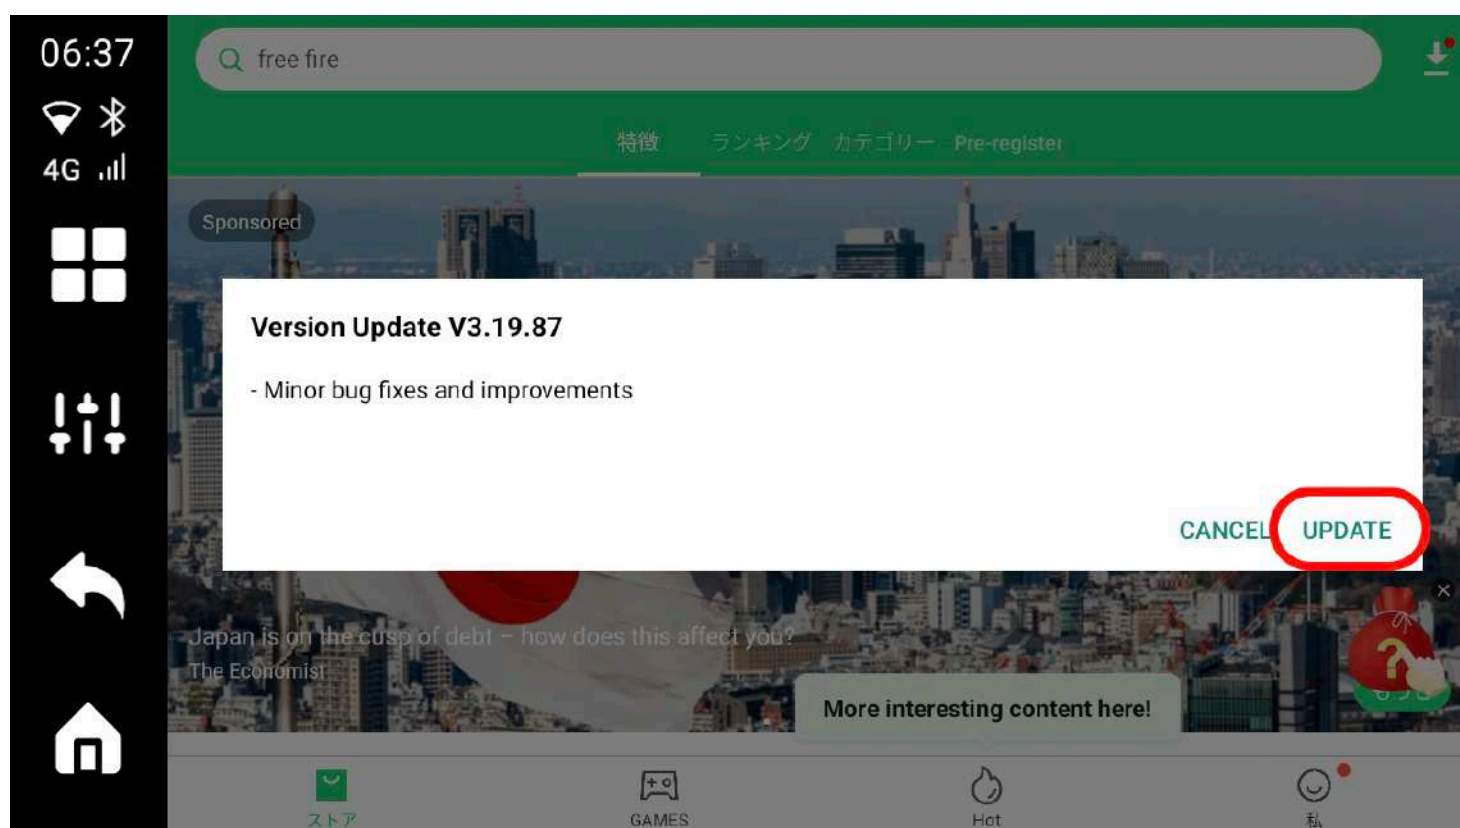 06:37
4G
free fire
特徴 ランキング カテゴリー Pre-register
Sponsored
Version Update V3.19.87
- Minor bug fixes and improvements
CANCEL UPDATE
Japan is on the cusp of debt – how does this affect you?
The Economist
?
More interesting content here!
ストア GAMES Hot 私